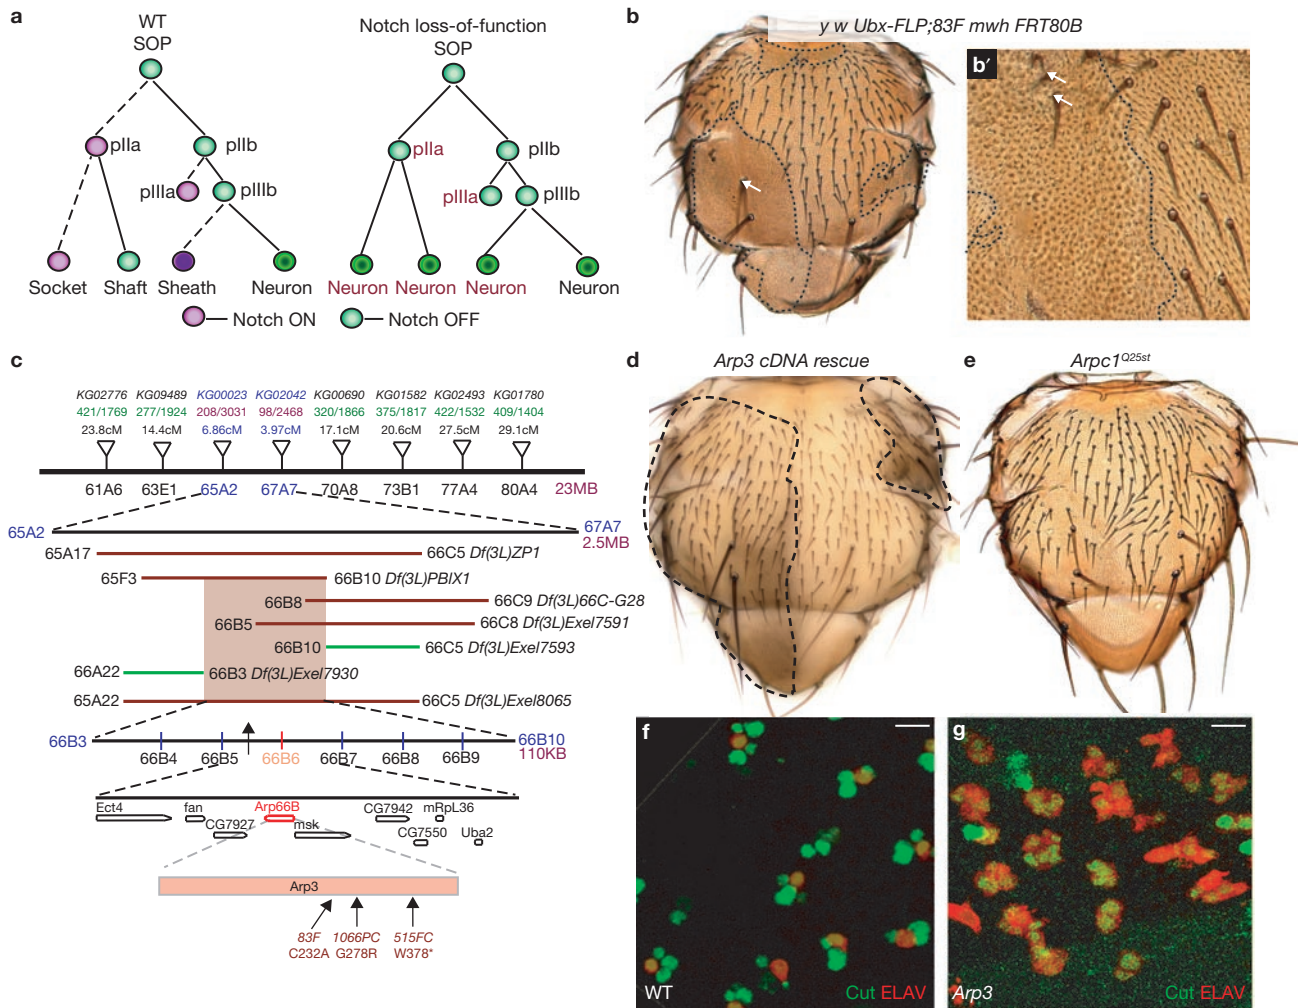 a
WT
SOP
Notch loss-of-function
SOP
pIIa
pIIb
pIIa
pIIb
pIIIa
pIIIb
pIIIa
pIIIb
Socket
Shaft
Sheath
Neuron
Neuron
Neuron
Neuron
Neuron
Notch ON
Notch OFF
b
y w Ubx-FLP;83F mwh FRT80B
b′
c
KG02776 KG09489 KG00023 KG02042 KG00690 KG01582 KG02493 KG01780
421/1769 277/1924 208/3031 98/2468 320/1866 375/1817 422/1532 409/1404
23.8cM 14.4cM 6.86cM 3.97cM 17.1cM 20.6cM 27.5cM 29.1cM
61A6 63E1 65A2 67A7 70A8 73B1 77A4 80A4 23MB
65A2 67A7
2.5MB
65A17 66C5 Df(3L)ZP1
65F3 66B10 Df(3L)PBIX1
66B8 66C9 Df(3L)66C-G28
66B5 66C8 Df(3L)Exel7591
66B10 66C5 Df(3L)Exel7593
66A22 66B3 Df(3L)Exel7930
65A22 66C5 Df(3L)Exel8065
66B3 66B10
110KB
66B4 66B5 66B6 66B7 66B8 66B9
Ect4 fan Arp66B CG7942 mRpL36
CG7927 msk CG7550 Uba2
Arp3
83F 1066PC 515FC
C232A G278R W378*
d
Arp3 cDNA rescue
e
Arpc1Q25st
f
WT
Cut ELAV
g
Arp3
Cut ELAV